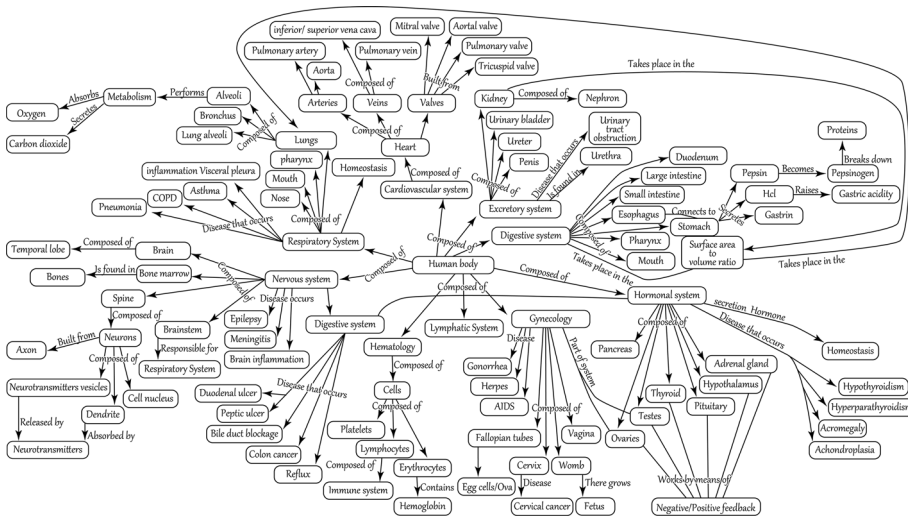 inferior/ superior vena cava
Mitral valve
Aortal valve
Pulmonary artery
Pulmonary vein
Pulmonary valve
Aorta
Tricuspid valve
Composed of
Built from
Takes place in the
Arteries
Veins
Valves
Kidney
Composed of
Nephron
Absorbs
Metabolism
Performs
Alveoli
Oxygen
Secretes
Bronchus
Composed of
Carbon dioxide
Lung alveoli
Lungs
Composed of
Heart
Urinary bladder
Urinary
tract
obstruction
Proteins
Ureter
Disease that occurs
Breaks down
Penis
Urethra
pharynx
Homeostasis
Composed of
Is found in
Duodenum
Pepsin
Becomes
Pepsinogen
inflammation Visceral pleura
Mouth
Cardiovascular system
Composed of
Large intestine
Asthma
Nose
Small intestine
Hcl
Raises
Gastric acidity
COPD
Composed of
Excretory system
Esophagus
Connects to
Stomach
Secretes
Gastrin
Pneumonia
Disease that occurs
Respiratory System
Composed of
Digestive system
Composed of
Pharynx
Surface area
to
volume ratio
Mouth
Takes place in the
Takes place in the
Temporal lobe
Composed of
Brain
Composed of
Human body
Composed of
Bones
Is found in
Bone marrow
Nervous system
Composed of
Composed of
Hormonal system
Spine
Disease occurs
secretion Hormone
Composed of
Epilepsy
Digestive system
Lymphatic System
Gynecology
Composed of
Disease that occurs
Built from
Neurons
Brainstem
Meningitis
Hematology
Disease
Part of system
Pancreas
Adrenal gland
Homeostasis
Axon
Composed of
Responsible for
Brain inflammation
Composed of
Gonorrhea
Hypothalamus
Respiratory System
Herpes
Thyroid
Pituitary
Hypothyroidism
Neurotransmitters vesicles
Cell nucleus
Duodenal ulcer
Disease that occurs
Cells
AIDS
Composed of
Testes
Hyperparathyroidism
Dendrite
Peptic ulcer
Composed of
Vagina
Acromegaly
Released by
Absorbed by
Bile duct blockage
Platelets
Fallopian tubes
Ovaries
Achondroplasia
Neurotransmitters
Colon cancer
Lymphocytes
Composed of
Erythrocytes
Cervix
Womb
Reflux
Contains
Egg cells/Ova
Disease
There grows
Works by means of
Immune system
Hemoglobin
Cervical cancer
Fetus
Negative/Positive feedback